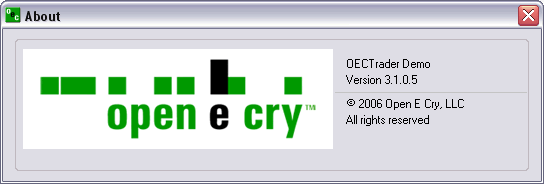 About
OECTrader Demo
Version 3.1.0.5
© 2006 Open E Cry, LLC
All rights reserved
open e cry™